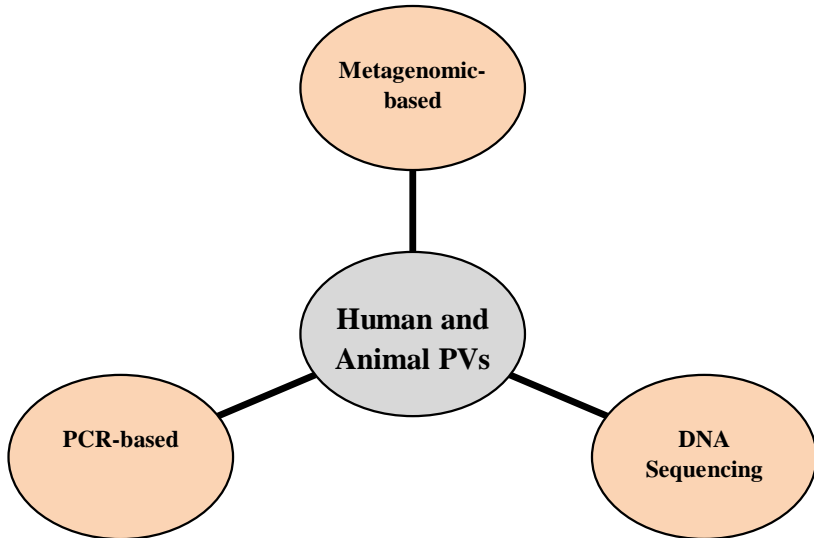 Metagenomic-
based
Human and
Animal PVs
PCR-based
DNA
Sequencing